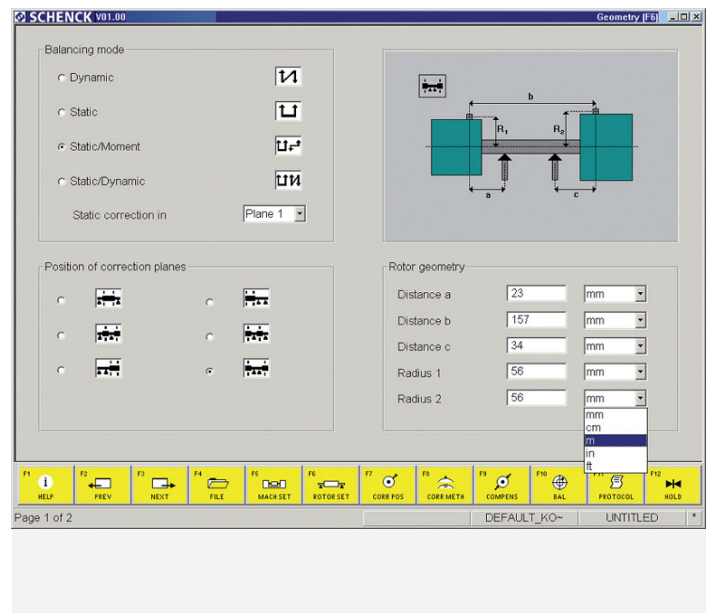 SCHENCK V01.00 Geometry [F6]
Balancing mode
Dynamic
Static
Static/Moment
Static/Dynamic
Static correction in Plane 1
b
R1 R2
a c
Position of correction planes
Rotor geometry
Distance a 23 mm
Distance b 157 mm
Distance c 34 mm
Radius 1 56 mm
Radius 2 56 mm
mm
cm
m
in
ft
F1 F2 F3 F4 F5 F6 F7 F8 F9 F10 F11 F12
HELP PREV NEXT FILE MACH SET ROTOR SET CORR POS CORR METH COMPENS BAL PROTOCOL HOLD
Page 1 of 2 DEFAULT_KO~ UNTITLED *